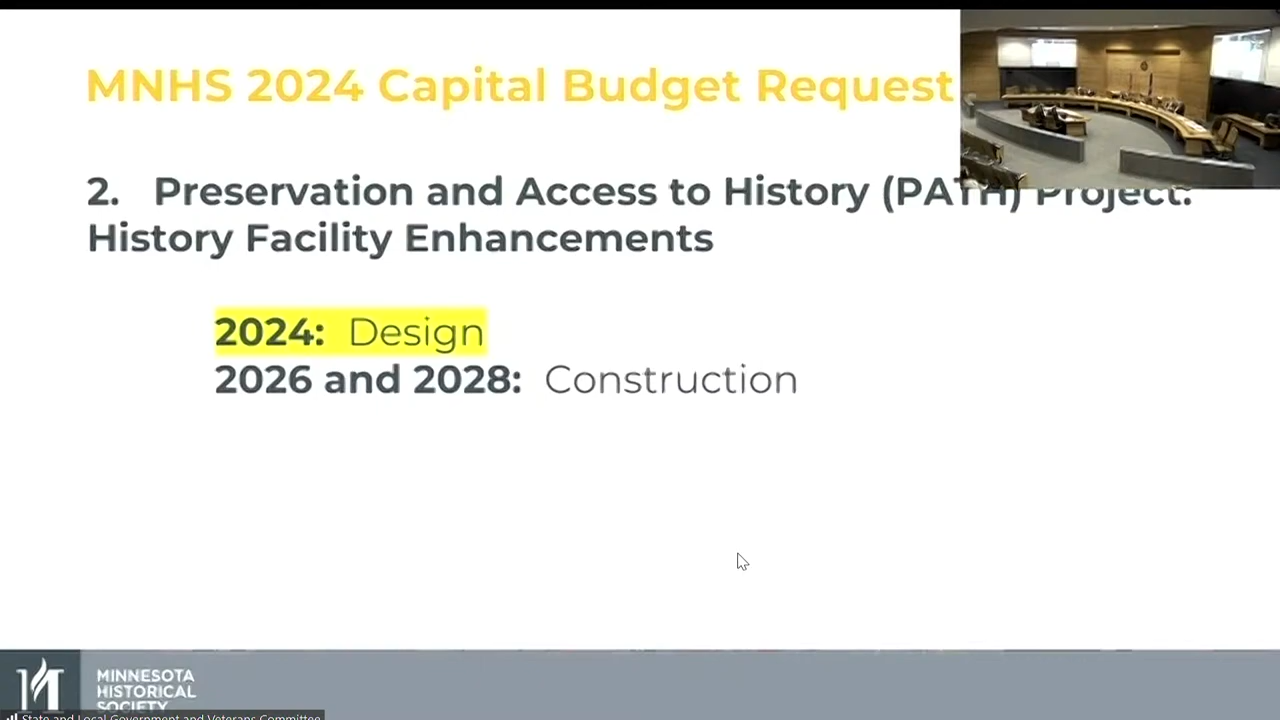 MNHS 2024 Capital Budget Request
2. Preservation and Access to History (PATH) Project:
History Facility Enhancements
2024: Design
2026 and 2028: Construction
MINNESOTA
HISTORICAL
SOCIETY
State and Local Government and Veterans Committee